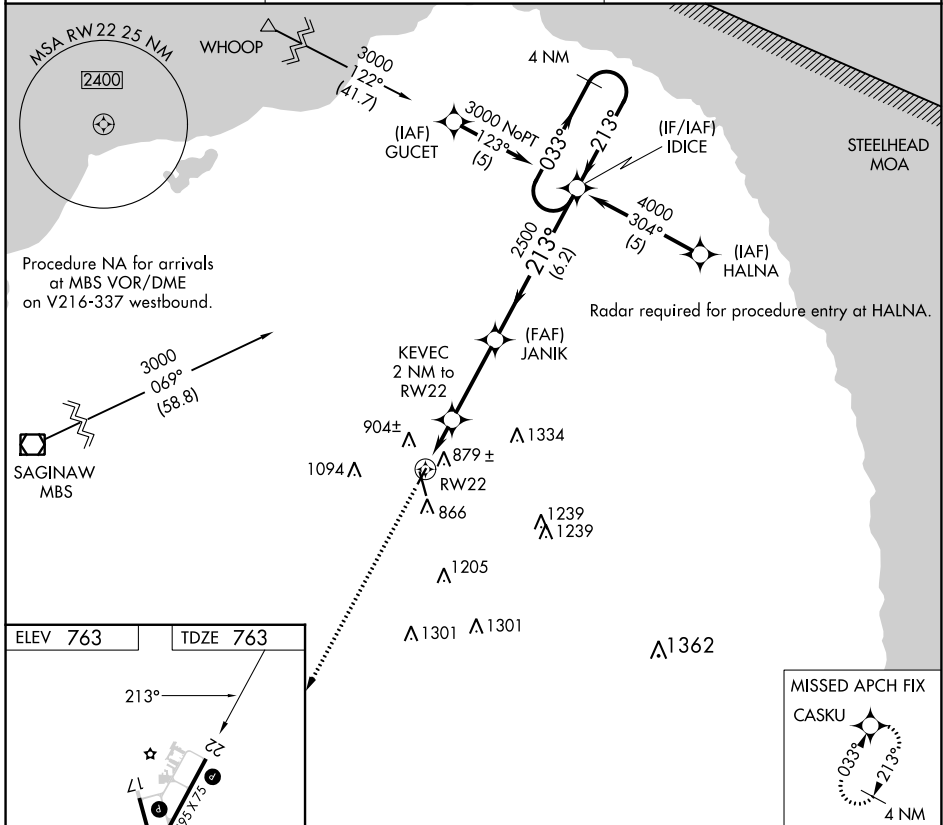 MSA RW22 25 NM
2400
WHOOP
3000
122°
(41.7)
4 NM
(IAF)
GUCET
3000 NoPT
123°
(5)
033°
213°
(IF/IAF)
IDICE
STEELHEAD
MOA
4000
304°
(5)
(IAF)
HALNA
Procedure NA for arrivals
at MBS VOR/DME
on V216-337 westbound.
2500
213°
(6.2)
Radar required for procedure entry at HALNA.
(FAF)
JANIK
3000
069°
(58.8)
KEVEC
2 NM to
RW22
SAGINAW
MBS
904±
1334
1094
879 ±
RW22
866
1239
1239
1205
1301
1301
1362
ELEV 763
TDZE 763
213°
22
17
P
P
95 X 75
MISSED APCH FIX
CASKU
033°
213°
4 NM